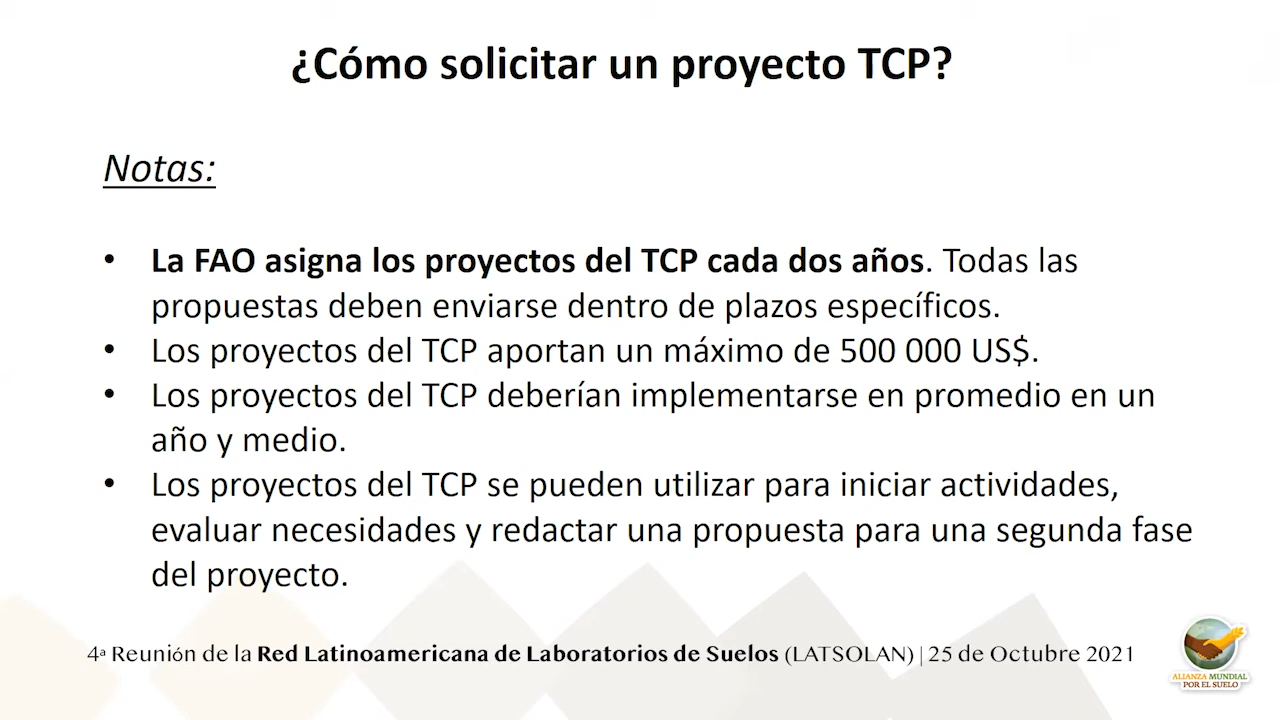 ¿Cómo solicitar un proyecto TCP?
Notas:
• La FAO asigna los proyectos del TCP cada dos años. Todas las
propuestas deben enviarse dentro de plazos específicos.
• Los proyectos del TCP aportan un máximo de 500 000 US$.
• Los proyectos del TCP deberían implementarse en promedio en un
año y medio.
• Los proyectos del TCP se pueden utilizar para iniciar actividades,
evaluar necesidades y redactar una propuesta para una segunda fase
del proyecto.
4ª Reunión de la Red Latinoamericana de Laboratorios de Suelos (LATSOLAN) | 25 de Octubre 2021
ALIANZA MUNDIAL
POR EL SUELO